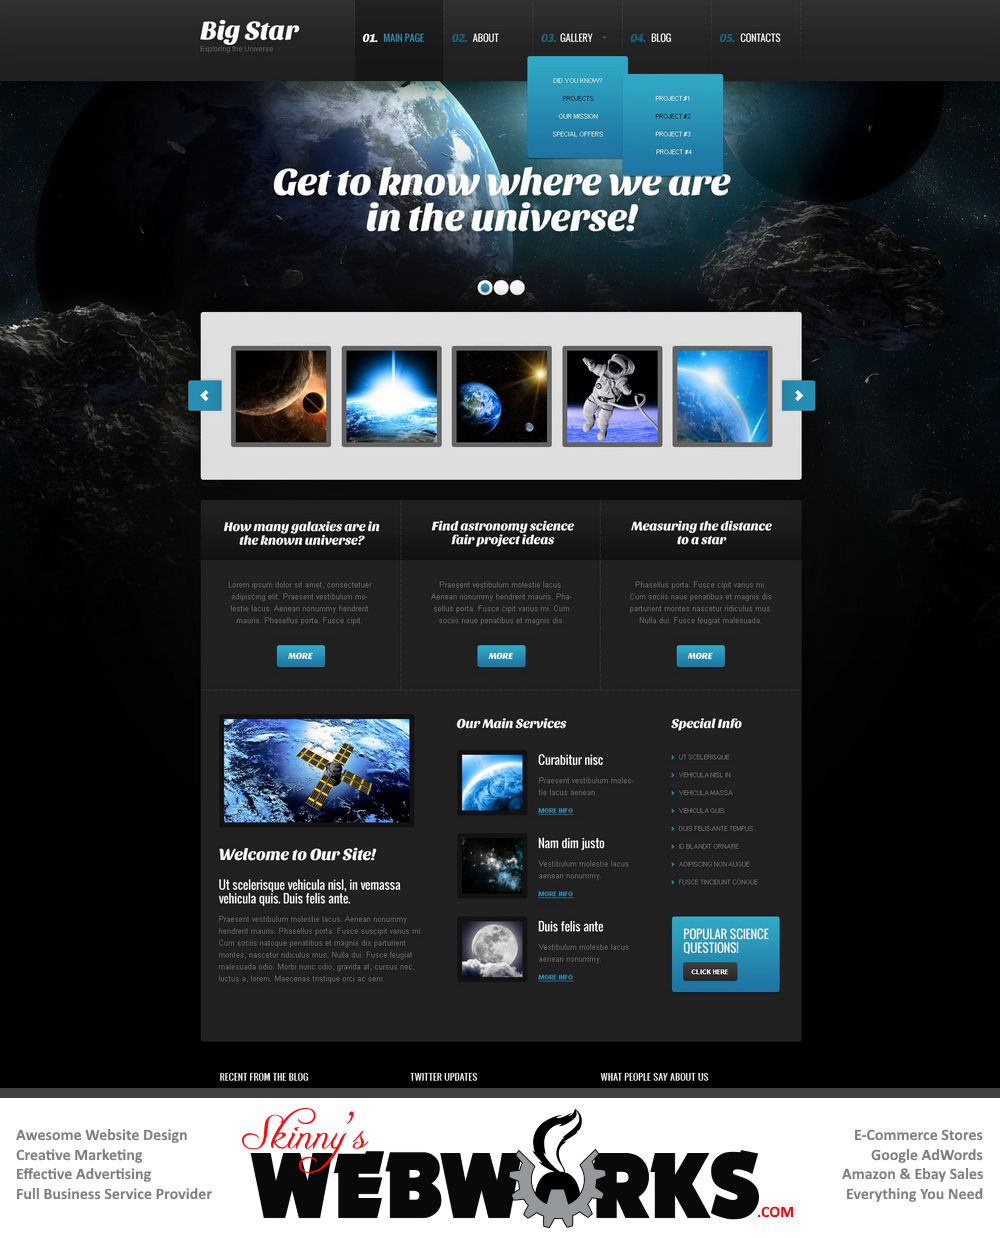 Big Star
Exploring the Universe
01. MAIN PAGE
02. ABOUT
03. GALLERY
04. BLOG
05. CONTACTS
DID YOU KNOW?
PROJECTS
OUR MISSION
SPECIAL OFFERS
PROJECT #1
PROJECT #2
PROJECT #3
PROJECT #4
Get to know where we are
in the universe!
How many galaxies are in
the known universe?
Lorem ipsum dolor sit amet, consectetuer
adipiscing elit. Praesent vestibulum mo-
lestie lacus. Aenean nonummy hendrerit
mauris. Phasellus porta. Fusce cipit.
MORE
Find astronomy science
fair project ideas
Praesent vestibulum molestie lacus.
Aenean nonummy hendrerit mauris. Pha-
sellus porta. Fusce cipit varius mi. Cum
sociis naue penatibus et magnis dis.
MORE
Measuring the distance
to a star
Phasellus porta. Fusce cipit varius mi.
Cum sociis naue penatibus et magnis dis
parturient montes nascetur ridiculus mus.
Nulla dui. Fusce feugiat malesuada.
MORE
Welcome to Our Site!
Ut scelerisque vehicula nisl, in vemassa
vehicula quis. Duis felis ante.
Praesent vestibulum molestie lacus. Aenean nonummy
hendrerit mauris. Phasellus porta. Fusce suscipit varius mi.
Cum sociis natoque penatibus et magnis dis parturient
montes, nascetur ridiculus mus. Nulla dui. Fusce feugiat
malesuada odio. Morbi nunc odio, gravida at, cursus nec,
luctus a, lorem. Maecenas tristique orci ac sem.
Our Main Services
Curabitur nisc
Praesent vestibulum moles-
tie lacus aenean.
MORE INFO
Nam dim justo
Vestibulum molestie lacus
aenean nonummy.
MORE INFO
Duis felis ante
Vestibulum molestie lacus
aenean nonummy.
MORE INFO
Special Info
UT SCELERISQUE
VEHICULA NISL IN
VEHICULA MASSA
VEHICULA QUIS
DUIS FELIS ANTE TEMPUS
ID BLANDIT ORNARE
ADIPISCING NON AUGUE
FUSCE TINCIDUNT CONGUE
POPULAR SCIENCE
QUESTIONS!
CLICK HERE
RECENT FROM THE BLOG
TWITTER UPDATES
WHAT PEOPLE SAY ABOUT US
Awesome Website Design
Creative Marketing
Effective Advertising
Full Business Service Provider
Skinny's
WEBWORKS
.COM
E-Commerce Stores
Google AdWords
Amazon & Ebay Sales
Everything You Need